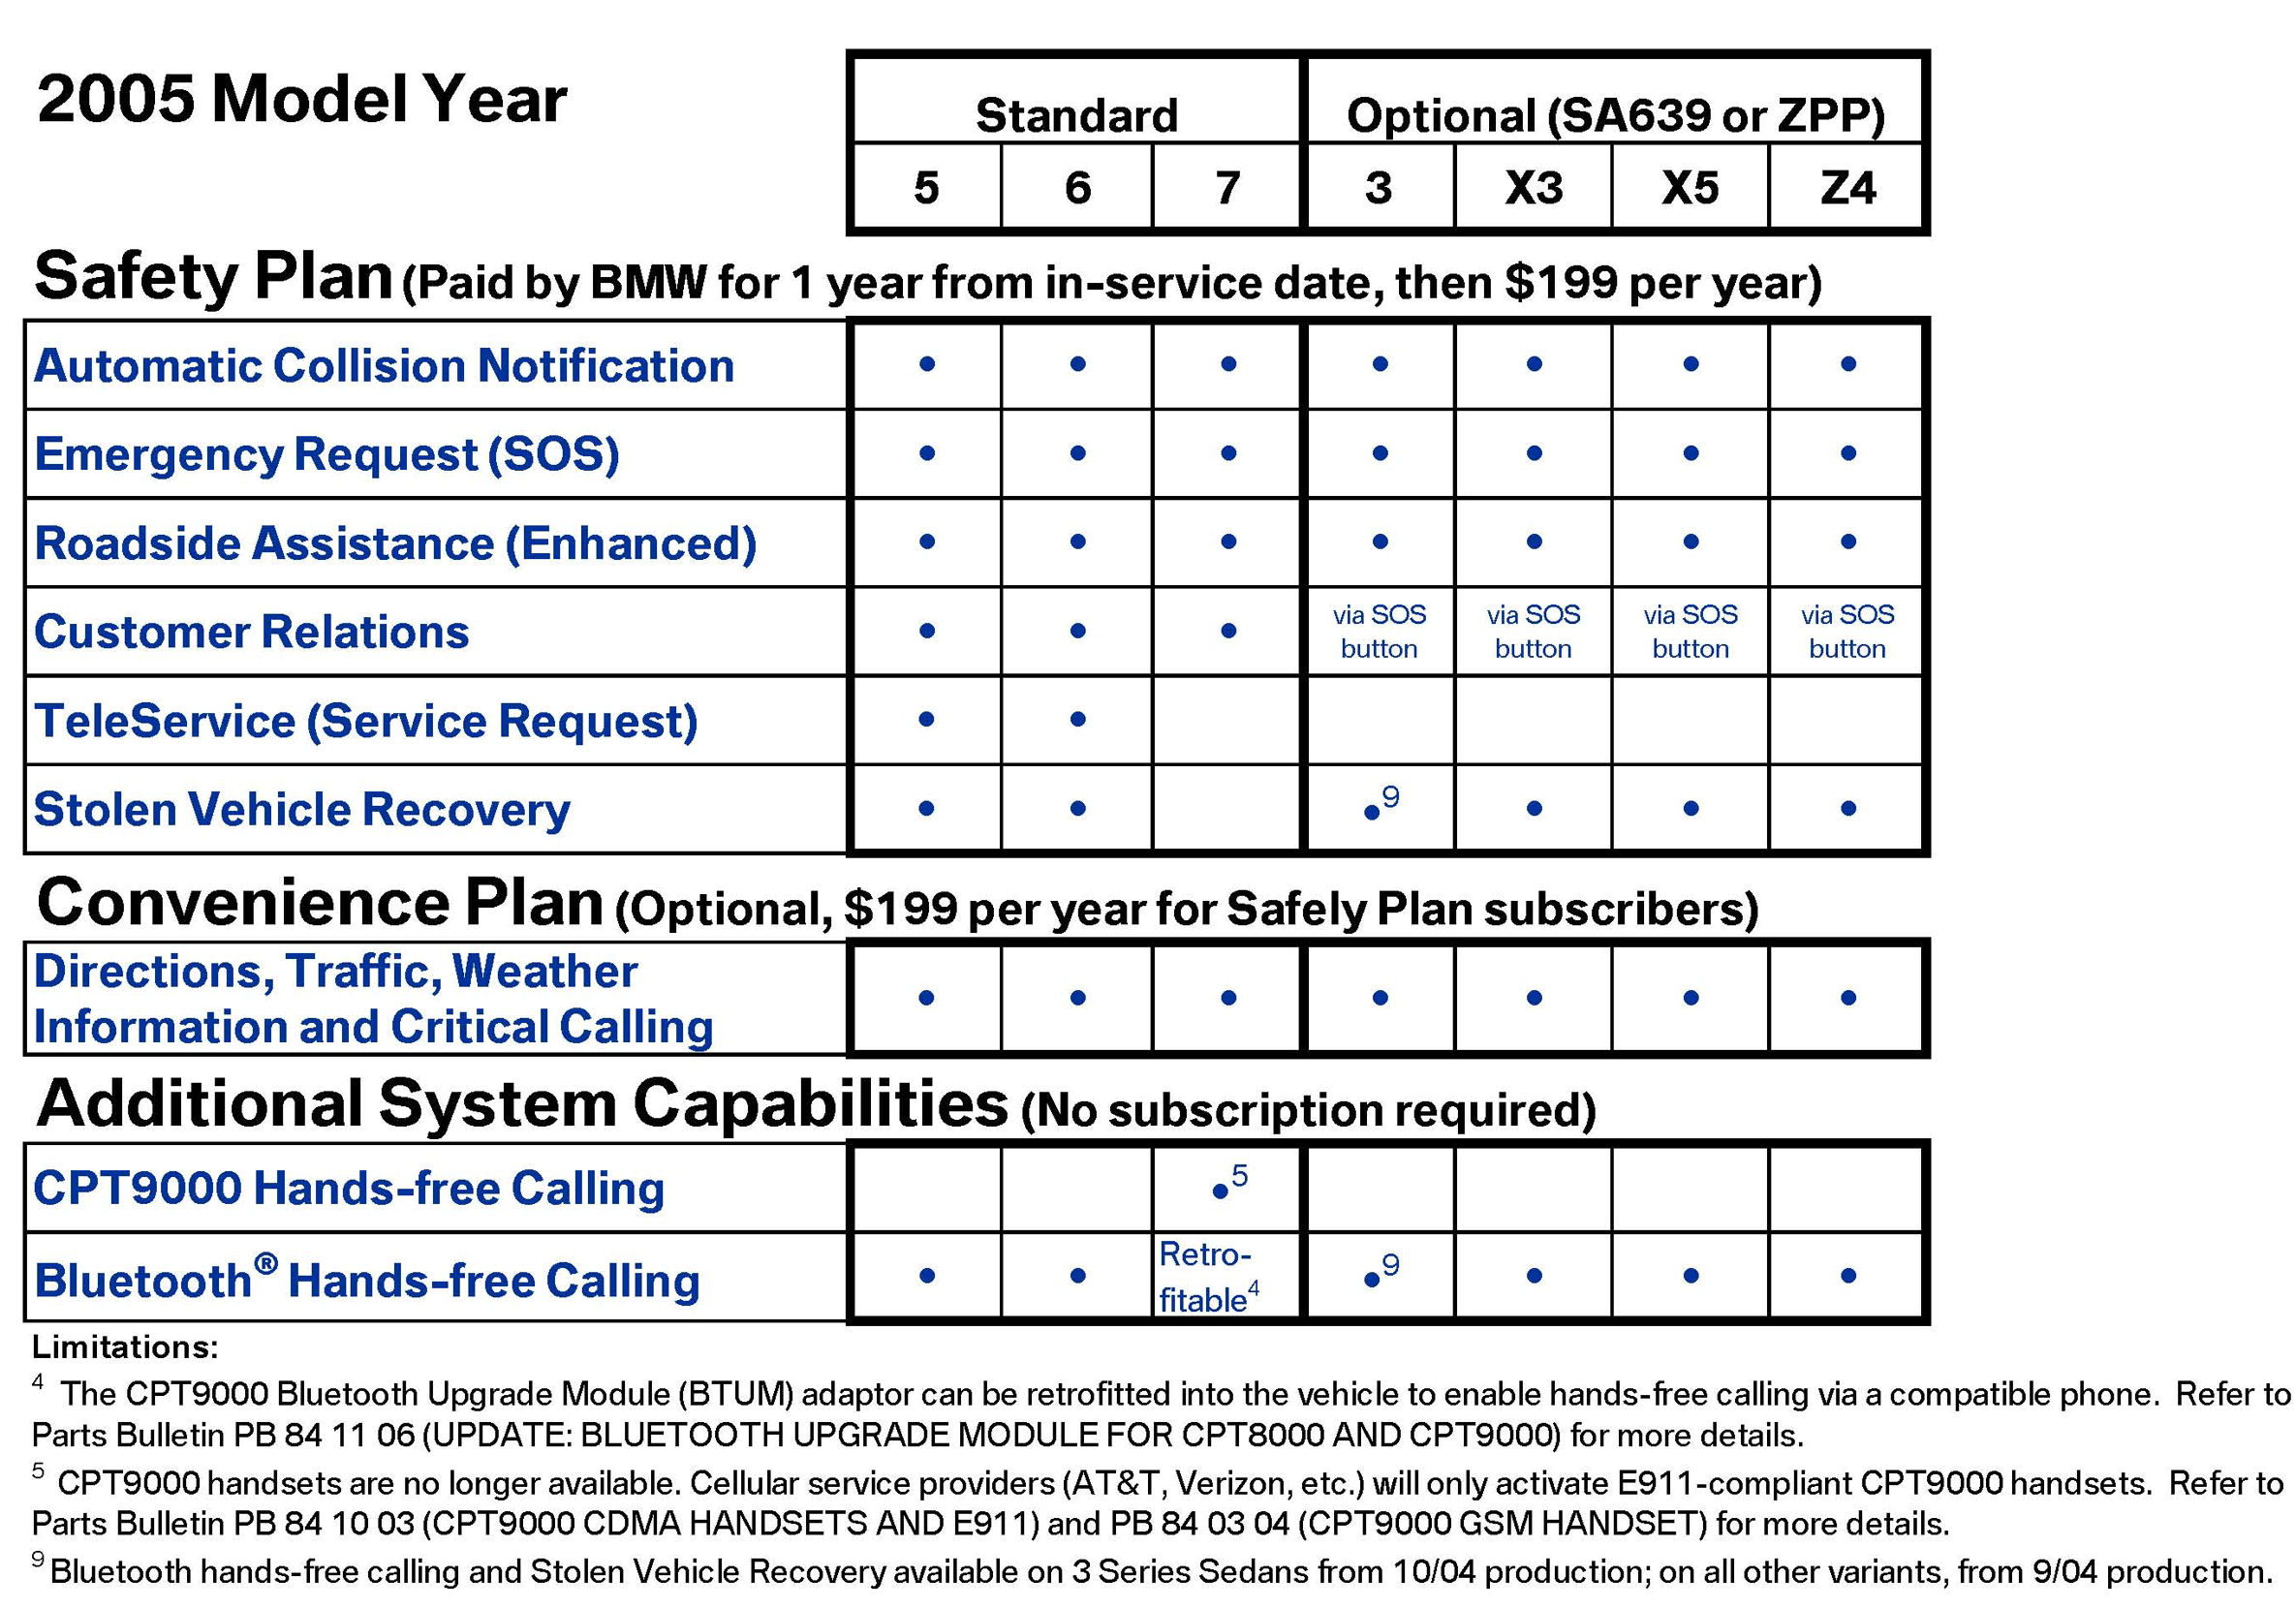 2005 Model Year
Standard Optional (SA639 or ZPP)
5 6 7 3 X3 X5 Z4
Safety Plan (Paid by BMW for 1 year from in-service date, then $199 per year)
Automatic Collision Notification • • • • • • •
Emergency Request (SOS) • • • • • • •
Roadside Assistance (Enhanced) • • • • • • •
Customer Relations • • • via SOS button via SOS button via SOS button via SOS button
TeleService (Service Request) • •
Stolen Vehicle Recovery • • •⁹ • • •
Convenience Plan (Optional, $199 per year for Safely Plan subscribers)
Directions, Traffic, Weather
Information and Critical Calling • • • • • • •
Additional System Capabilities (No subscription required)
CPT9000 Hands-free Calling •⁵
Bluetooth® Hands-free Calling • • Retro-fitable⁴ •⁹ • • •
Limitations:
⁴ The CPT9000 Bluetooth Upgrade Module (BTUM) adaptor can be retrofitted into the vehicle to enable hands-free calling via a compatible phone. Refer to
Parts Bulletin PB 84 11 06 (UPDATE: BLUETOOTH UPGRADE MODULE FOR CPT8000 AND CPT9000) for more details.
⁵ CPT9000 handsets are no longer available. Cellular service providers (AT&T, Verizon, etc.) will only activate E911-compliant CPT9000 handsets. Refer to
Parts Bulletin PB 84 10 03 (CPT9000 CDMA HANDSETS AND E911) and PB 84 03 04 (CPT9000 GSM HANDSET) for more details.
⁹ Bluetooth hands-free calling and Stolen Vehicle Recovery available on 3 Series Sedans from 10/04 production; on all other variants, from 9/04 production.